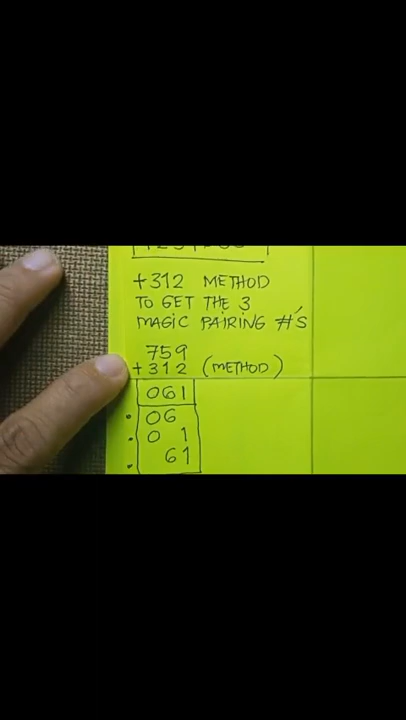 +312 METHOD
TO GET THE 3
MAGIC PAIRING #'S
759
+312 (METHOD)
061
. 06
. 0 1
. 61